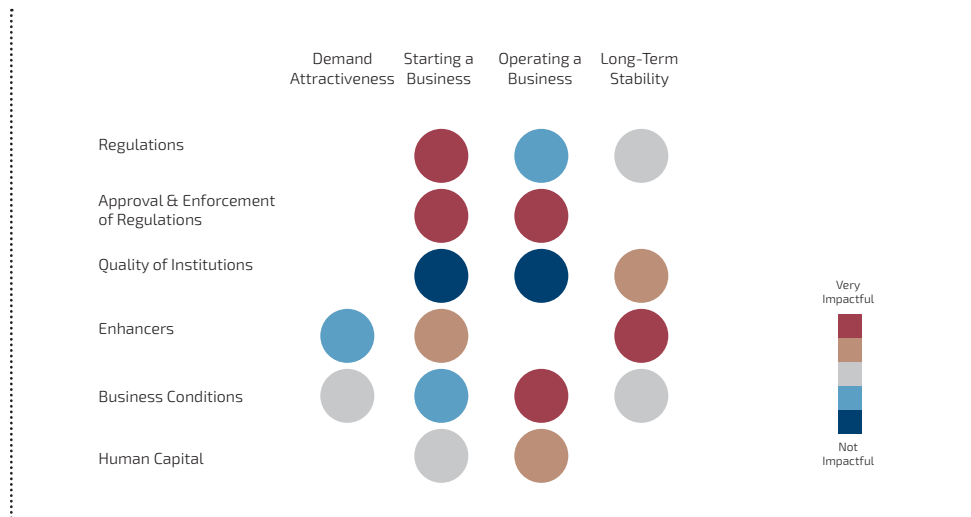 Demand
Attractiveness
Starting a
Business
Operating a
Business
Long-Term
Stability
Regulations
Approval & Enforcement
of Regulations
Quality of Institutions
Enhancers
Business Conditions
Human Capital
Very
Impactful
Not
Impactful